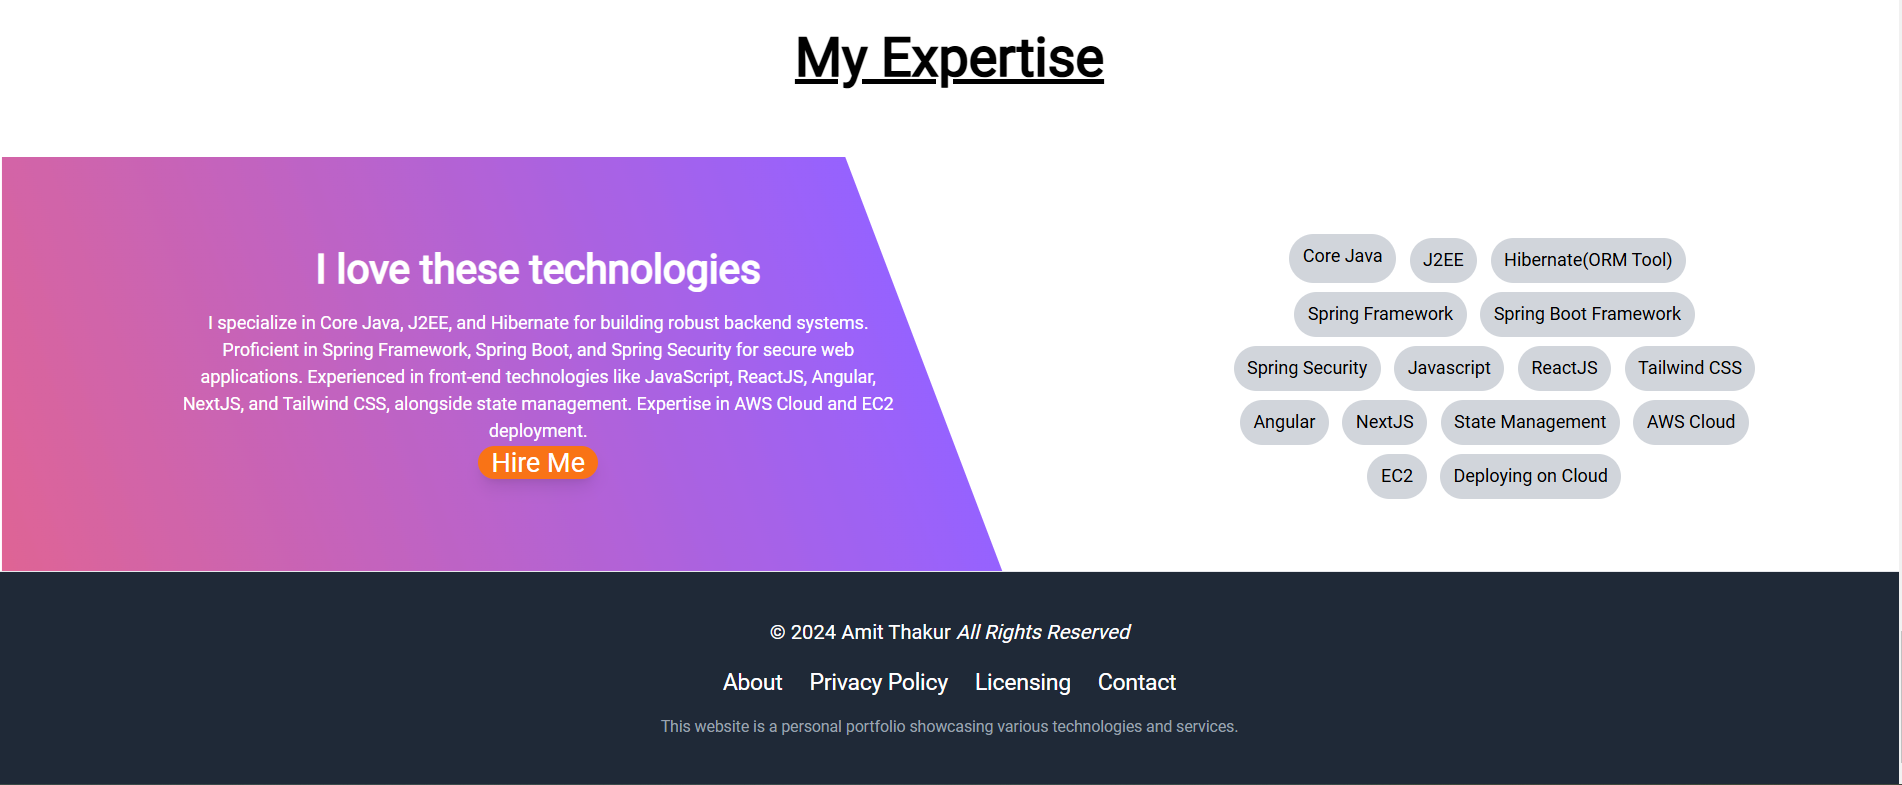 My Expertise
I love these technologies
I specialize in Core Java, J2EE, and Hibernate for building robust backend systems.
Proficient in Spring Framework, Spring Boot, and Spring Security for secure web
applications. Experienced in front-end technologies like JavaScript, ReactJS, Angular,
NextJS, and Tailwind CSS, alongside state management. Expertise in AWS Cloud and EC2
deployment.
Hire Me
Core Java J2EE Hibernate(ORM Tool)
Spring Framework Spring Boot Framework
Spring Security Javascript ReactJS Tailwind CSS
Angular NextJS State Management AWS Cloud
EC2 Deploying on Cloud
© 2024 Amit Thakur All Rights Reserved
About Privacy Policy Licensing Contact
This website is a personal portfolio showcasing various technologies and services.